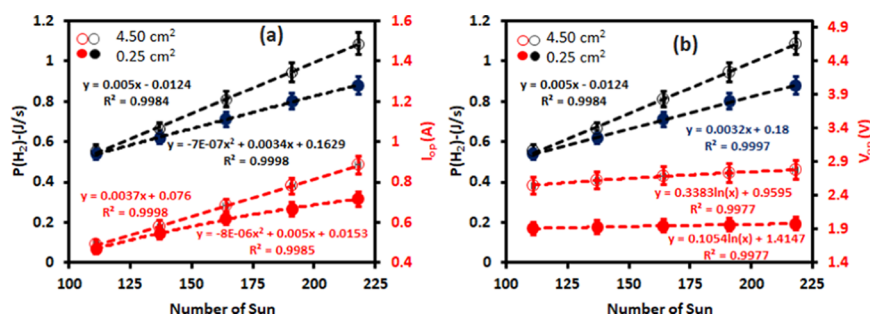 (a)
4.50 cm²
0.25 cm²
y = 0.005x - 0.0124
R² = 0.9984
y = -7E-07x² + 0.0034x + 0.1629
R² = 0.9998
y = 0.0037x + 0.076
R² = 0.9998
y = -8E-06x² + 0.005x + 0.0153
R² = 0.9985
P(H₂)-(J/s)
1.2
1
0.8
0.6
0.4
0.2
0
I_op (A)
1.6
1.4
1.2
1
0.8
0.6
0.4
100 125 150 175 200 225
Number of Sun
(b)
4.50 cm²
0.25 cm²
y = 0.005x - 0.0124
R² = 0.9984
y = 0.0032x + 0.18
R² = 0.9997
y = 0.3383ln(x) + 0.9595
R² = 0.9977
y = 0.1054ln(x) + 1.4147
R² = 0.9977
P(H₂)-(J/s)
1.2
1
0.8
0.6
0.4
0.2
0
V_op (V)
4.9
4.4
3.9
3.4
2.9
2.4
1.9
1.4
100 125 150 175 200 225
Number of Sun